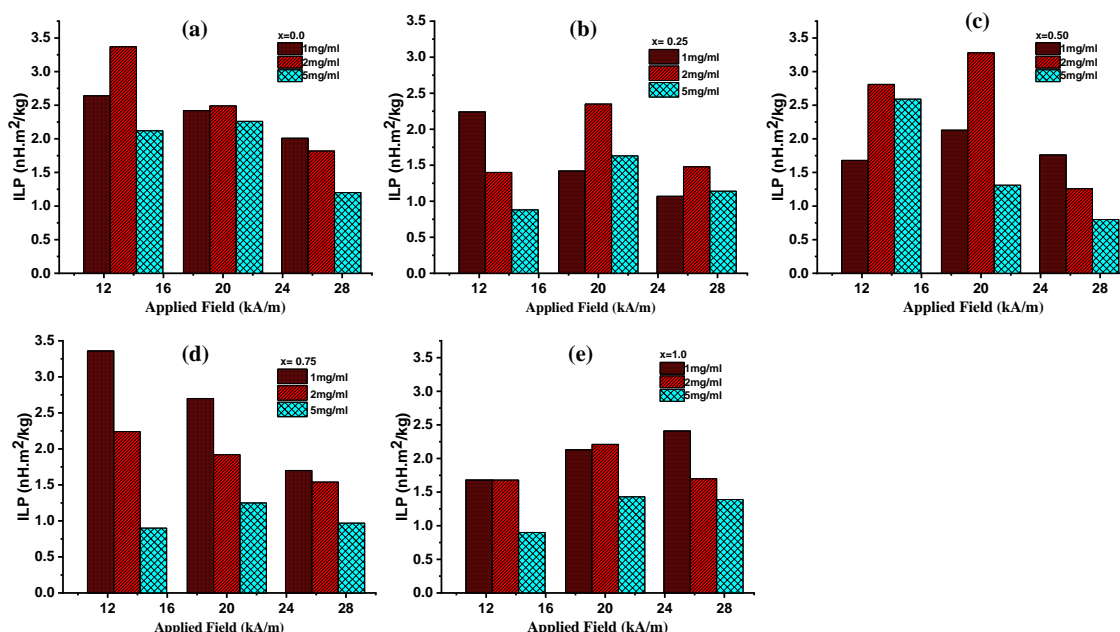 (a)
x=0.0
1mg/ml
2mg/ml
5mg/ml
ILP (nH.m²/kg)
3.5
3.0
2.5
2.0
1.5
1.0
0.5
0.0
12 16 20 24 28
Applied Field (kA/m)
(b)
x= 0.25
1mg/ml
2mg/ml
5mg/ml
ILP (nH.m²/kg)
3.5
3.0
2.5
2.0
1.5
1.0
0.5
0.0
12 16 20 24 28
Applied Field (kA/m)
(c)
x=0.50
1mg/ml
2mg/ml
5mg/ml
ILP (nH.m²/kg)
3.5
3.0
2.5
2.0
1.5
1.0
0.5
0.0
12 16 20 24 28
Applied Field (kA/m)
(d)
x= 0.75
1mg/ml
2mg/ml
5mg/ml
ILP (nH.m²/kg)
3.5
3.0
2.5
2.0
1.5
1.0
0.5
0.0
12 16 20 24 28
Applied Field (kA/m)
(e)
x=1.0
1mg/ml
2mg/ml
5mg/ml
ILP (nH.m²/kg)
3.5
3.0
2.5
2.0
1.5
1.0
0.5
0.0
12 16 20 24 28
Applied Field (kA/m)